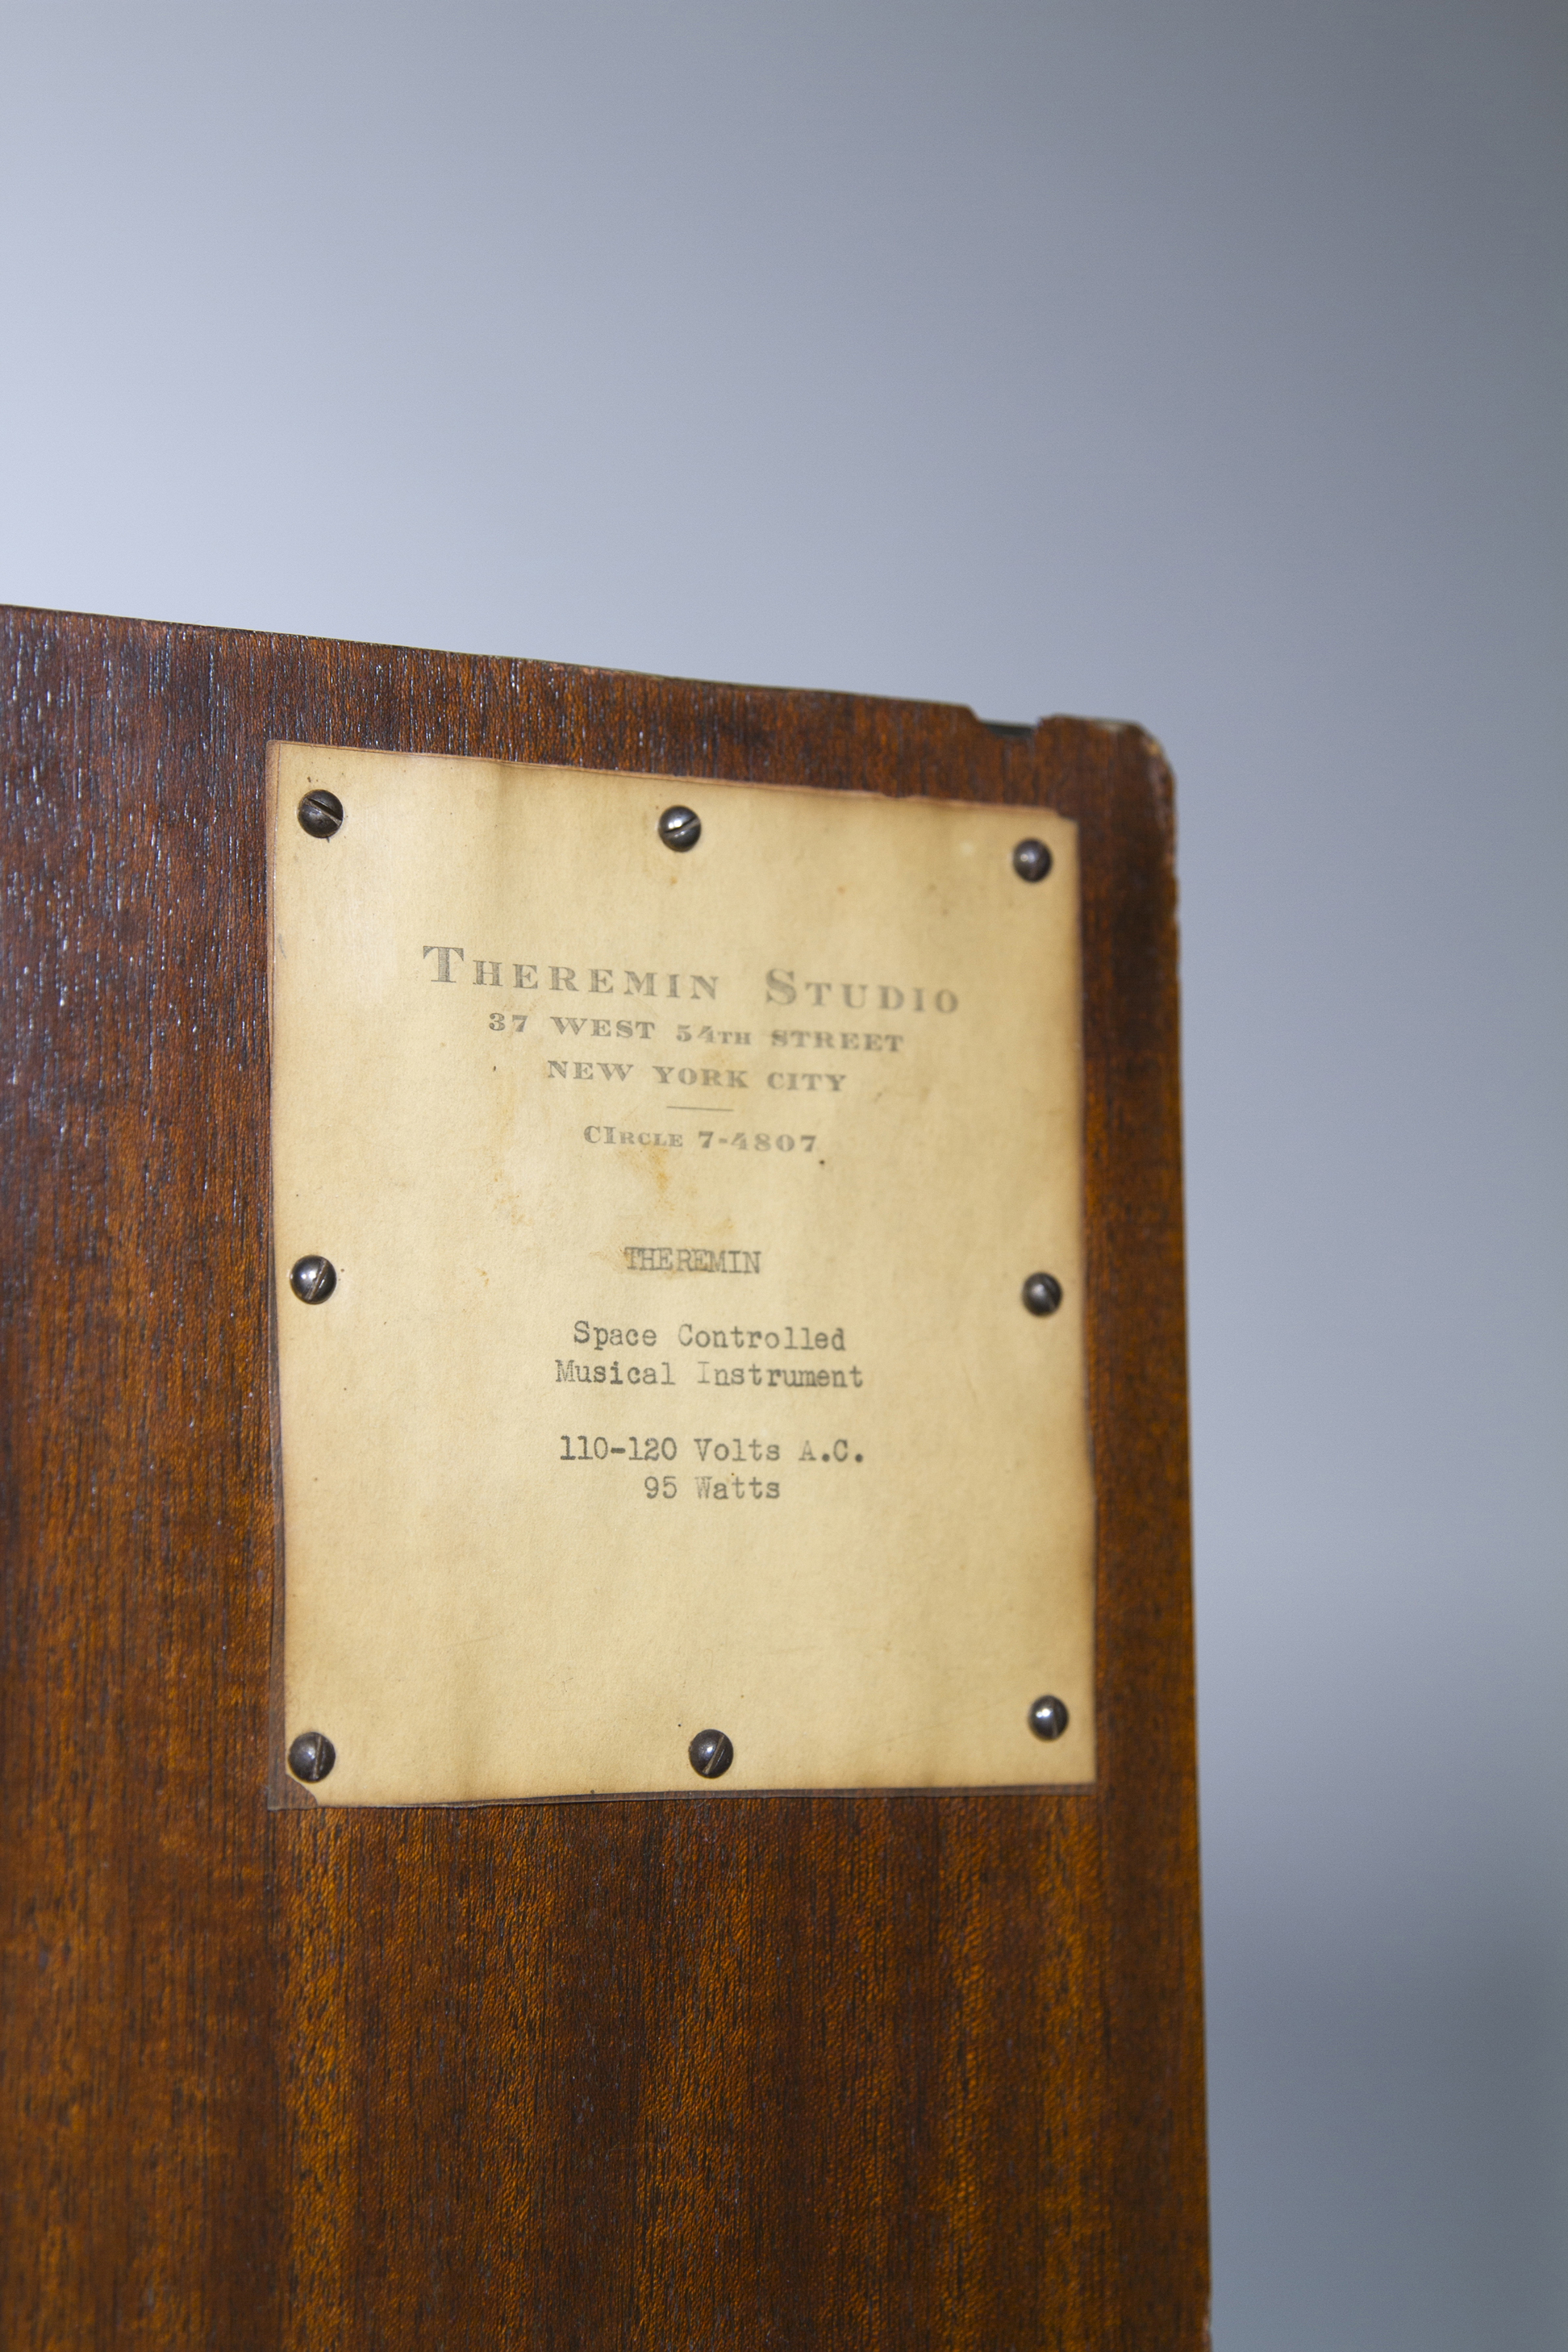 THEREMIN STUDIO
37 WEST 54TH STREET
NEW YORK CITY
CIRCLE 7-4807
THEREMIN
Space Controlled
Musical Instrument
110-120 Volts A.C.
95 Watts